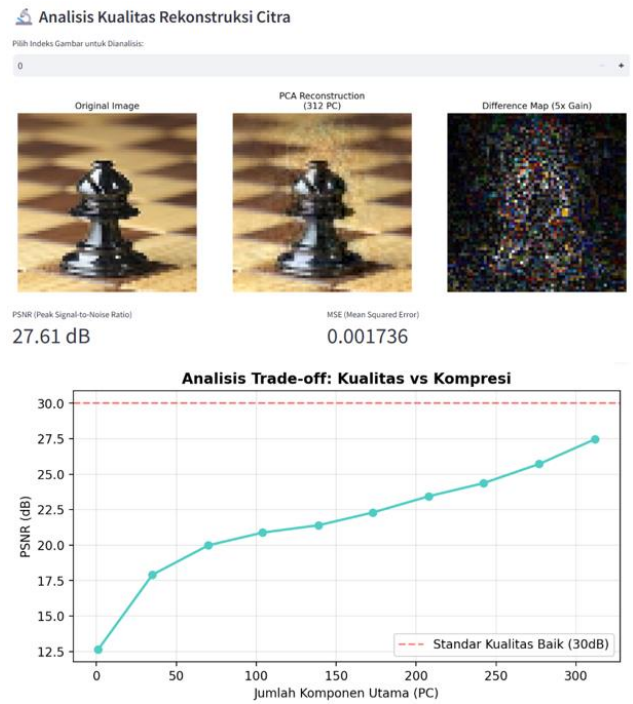 Analisis Kualitas Rekonstruksi Citra
Pilih Indeks Gambar untuk Dianalisis:
0
Original Image
PCA Reconstruction
(312 PC)
Difference Map (5x Gain)
PSNR (Peak Signal-to-Noise Ratio)
MSE (Mean Squared Error)
27.61 dB
0.001736
Analisis Trade-off: Kualitas vs Kompresi
30.0
27.5
25.0
22.5
20.0
17.5
15.0
12.5
PSNR (dB)
Standar Kualitas Baik (30dB)
0 50 100 150 200 250 300
Jumlah Komponen Utama (PC)